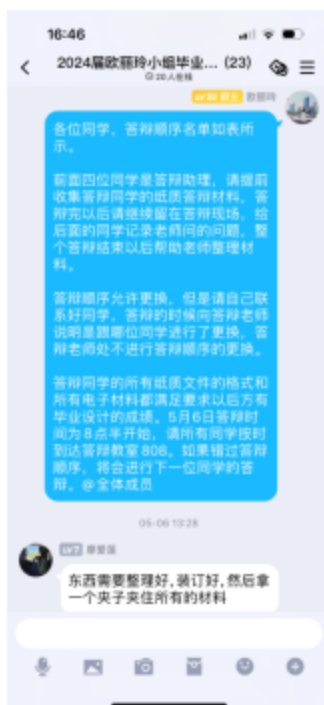 16:46
2024届欧丽玲小组毕业... (23)
20人在线
欧丽玲
各位同学,答辩顺序名单如表所
示。
前面四位同学是答辩助理,请提前
收集答辩同学的纸质答辩材料,答
辩完以后请继续留在答辩现场,给
后面的同学记录老师问的问题,整
个答辩结束以后帮助老师整理材
料。
答辩顺序允许更换,但是请自己联
系好同学,答辩的时候向答辩老师
说明是跟哪位同学进行了更换,答
辩老师处不进行答辩顺序的更换。
答辩同学的所有纸质文件的格式和
所有电子材料都满足要求以后方有
毕业设计的成绩。5月6日答辩时
间为8点半开始,请所有同学按时
到达答辩教室808。如果错过答辩
顺序,将会进行下一位同学的答
辩。@全体成员
05-06 13:28
LV7
东西需要整理好,装订好,然后拿
一个夹子夹住所有的材料